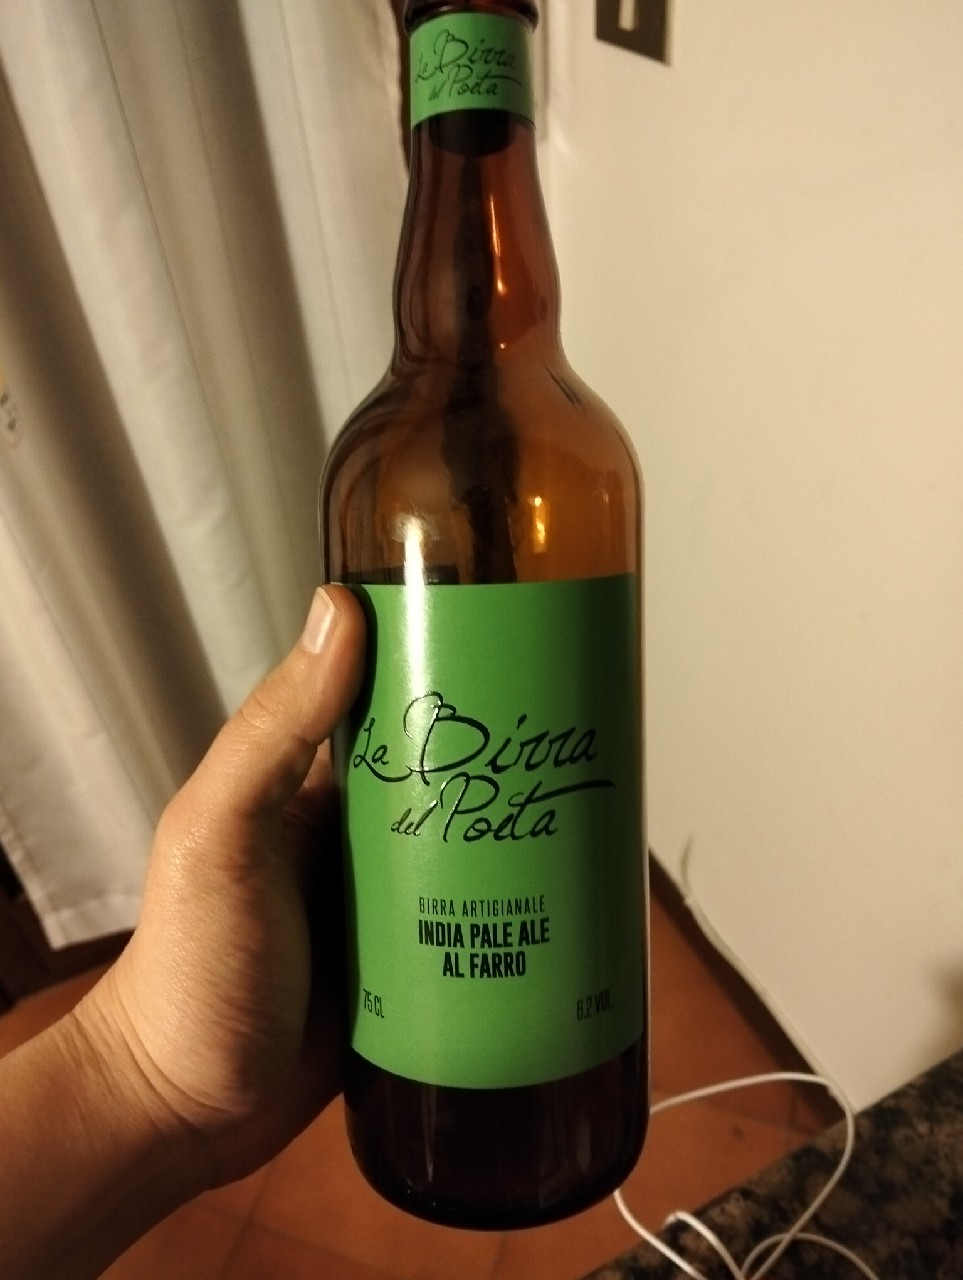 La Birra
del Poeta
La Birra
del Poeta
BIRRA ARTIGIANALE
INDIA PALE ALE
AL FARRO
75 CL
6.2 VOL.